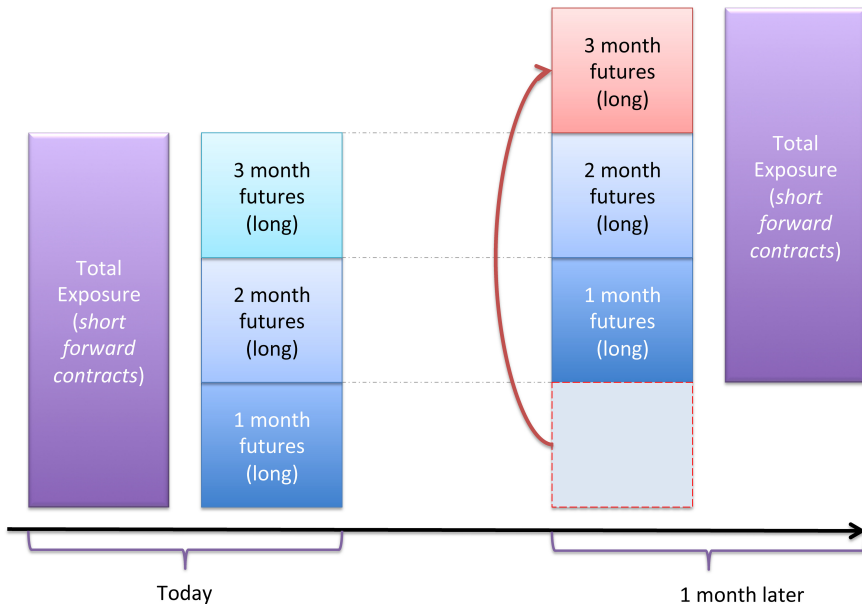 Total
Exposure
(short
forward
contracts)
3 month
futures
(long)
2 month
futures
(long)
1 month
futures
(long)
3 month
futures
(long)
2 month
futures
(long)
1 month
futures
(long)
Total
Exposure
(short
forward
contracts)
Today
1 month later